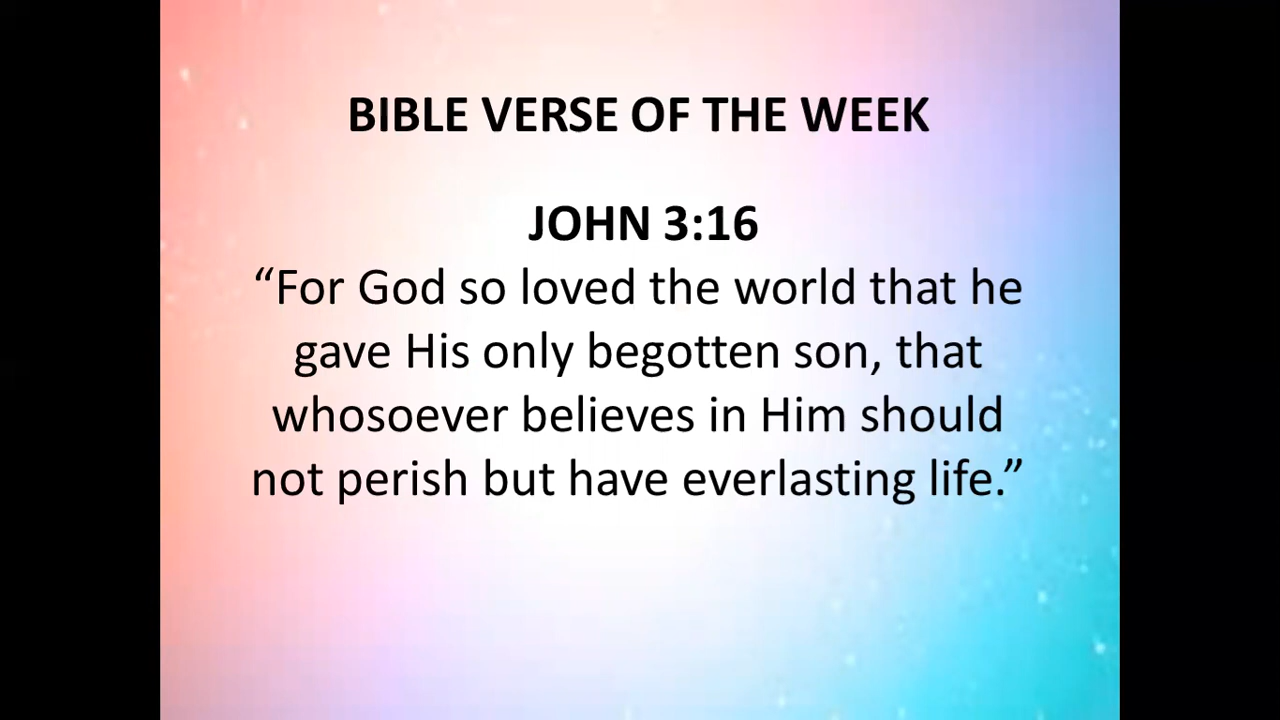 BIBLE VERSE OF THE WEEK
JOHN 3:16
“For God so loved the world that he
gave His only begotten son, that
whosoever believes in Him should
not perish but have everlasting life.”